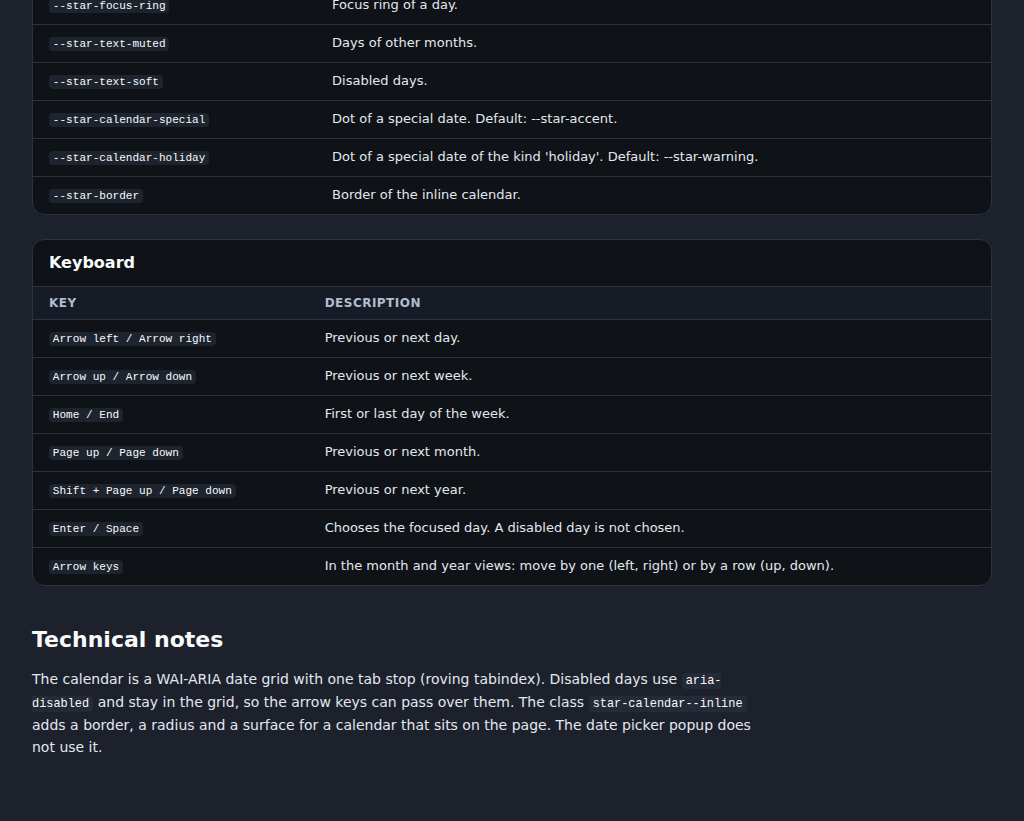 --star-focus-ring Focus ring of a day.
--star-text-muted Days of other months.
--star-text-soft Disabled days.
--star-calendar-special Dot of a special date. Default: --star-accent.
--star-calendar-holiday Dot of a special date of the kind 'holiday'. Default: --star-warning.
--star-border Border of the inline calendar.
Keyboard
KEY DESCRIPTION
Arrow left / Arrow right Previous or next day.
Arrow up / Arrow down Previous or next week.
Home / End First or last day of the week.
Page up / Page down Previous or next month.
Shift + Page up / Page down Previous or next year.
Enter / Space Chooses the focused day. A disabled day is not chosen.
Arrow keys In the month and year views: move by one (left, right) or by a row (up, down).
Technical notes
The calendar is a WAI-ARIA date grid with one tab stop (roving tabindex). Disabled days use aria-
disabled and stay in the grid, so the arrow keys can pass over them. The class star-calendar--inline
adds a border, a radius and a surface for a calendar that sits on the page. The date picker popup does
not use it.